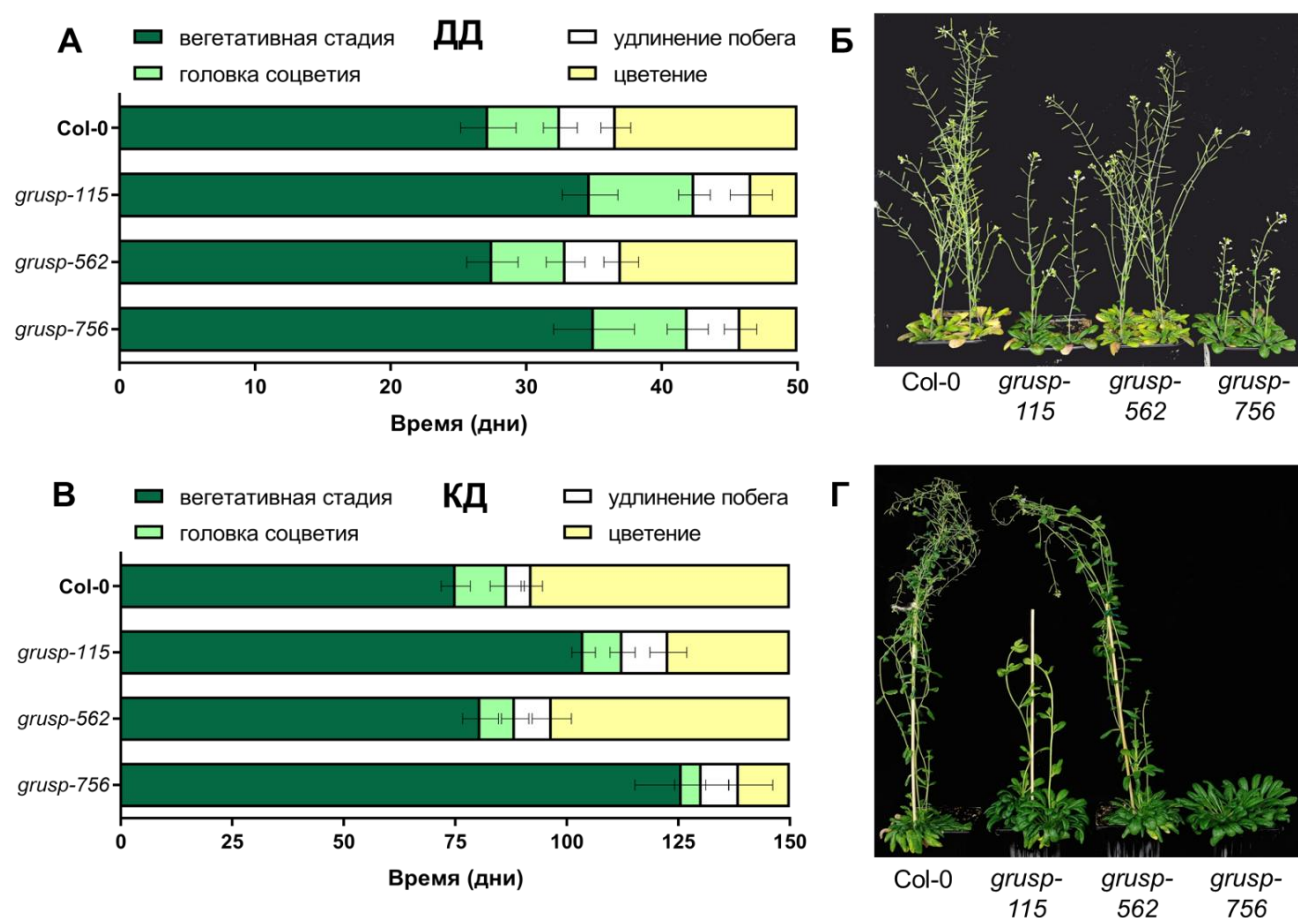 А
ДД
Б
вегетативная стадия
удлинение побега
головка соцветия
цветение
Col-0
grusp-115
grusp-562
grusp-756
0 10 20 30 40 50
Время (дни)
Col-0
grusp-
115
grusp-
562
grusp-
756
В
КД
Г
вегетативная стадия
удлинение побега
головка соцветия
цветение
Col-0
grusp-115
grusp-562
grusp-756
0 25 50 75 100 125 150
Время (дни)
Col-0
grusp-
115
grusp-
562
grusp-
756